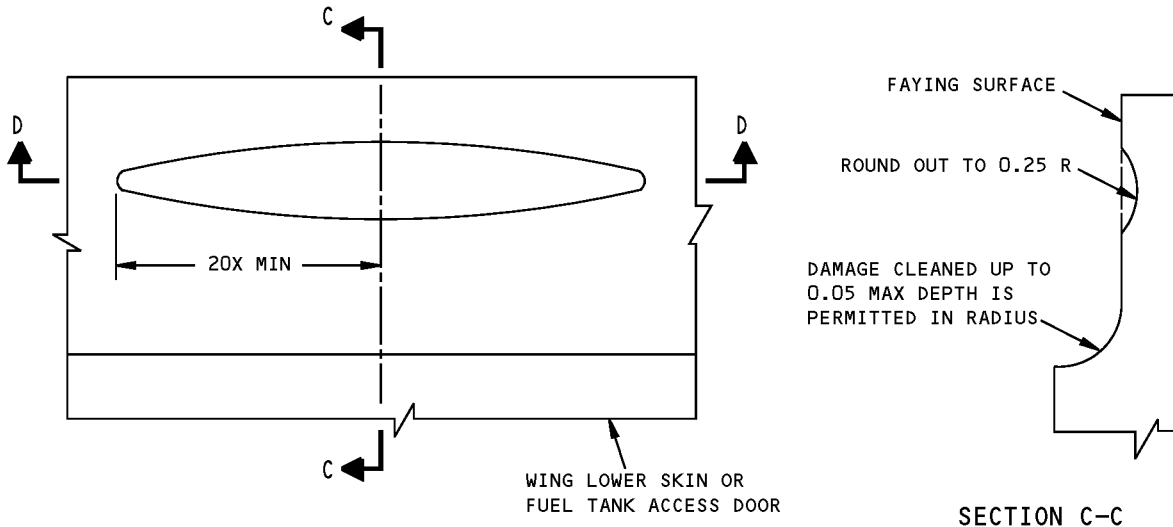 C
D
D
20X MIN
C
WING LOWER SKIN OR
FUEL TANK ACCESS DOOR
FAYING SURFACE
ROUND OUT TO 0.25 R
DAMAGE CLEANED UP TO
0.05 MAX DEPTH IS
PERMITTED IN RADIUS
SECTION C-C